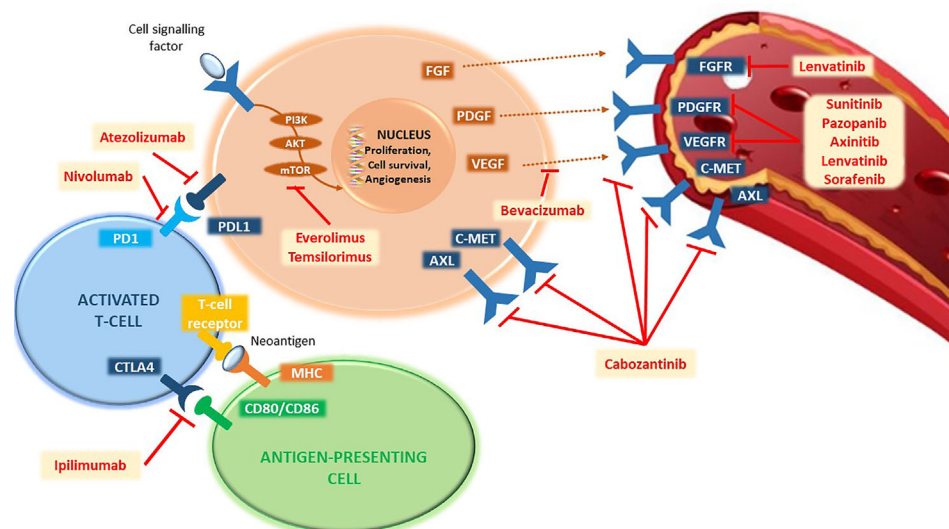 Cell signalling
factor
Atezolizumab
Nivolumab
PD1
PDL1
PI3K
AKT
mTOR
NUCLEUS
Proliferation,
Cell survival,
Angiogenesis
Everolimus
Temsilorimus
FGF
PDGF
VEGF
Bevacizumab
C-MET
AXL
FGFR
PDGFR
VEGFR
C-MET
AXL
Lenvatinib
Sunitinib
Pazopanib
Axinitib
Lenvatinib
Sorafenib
Cabozantinib
ACTIVATED
T-CELL
T-cell
receptor
Neoantigen
CTLA4
MHC
CD80/CD86
Ipilimumab
ANTIGEN-PRESENTING
CELL